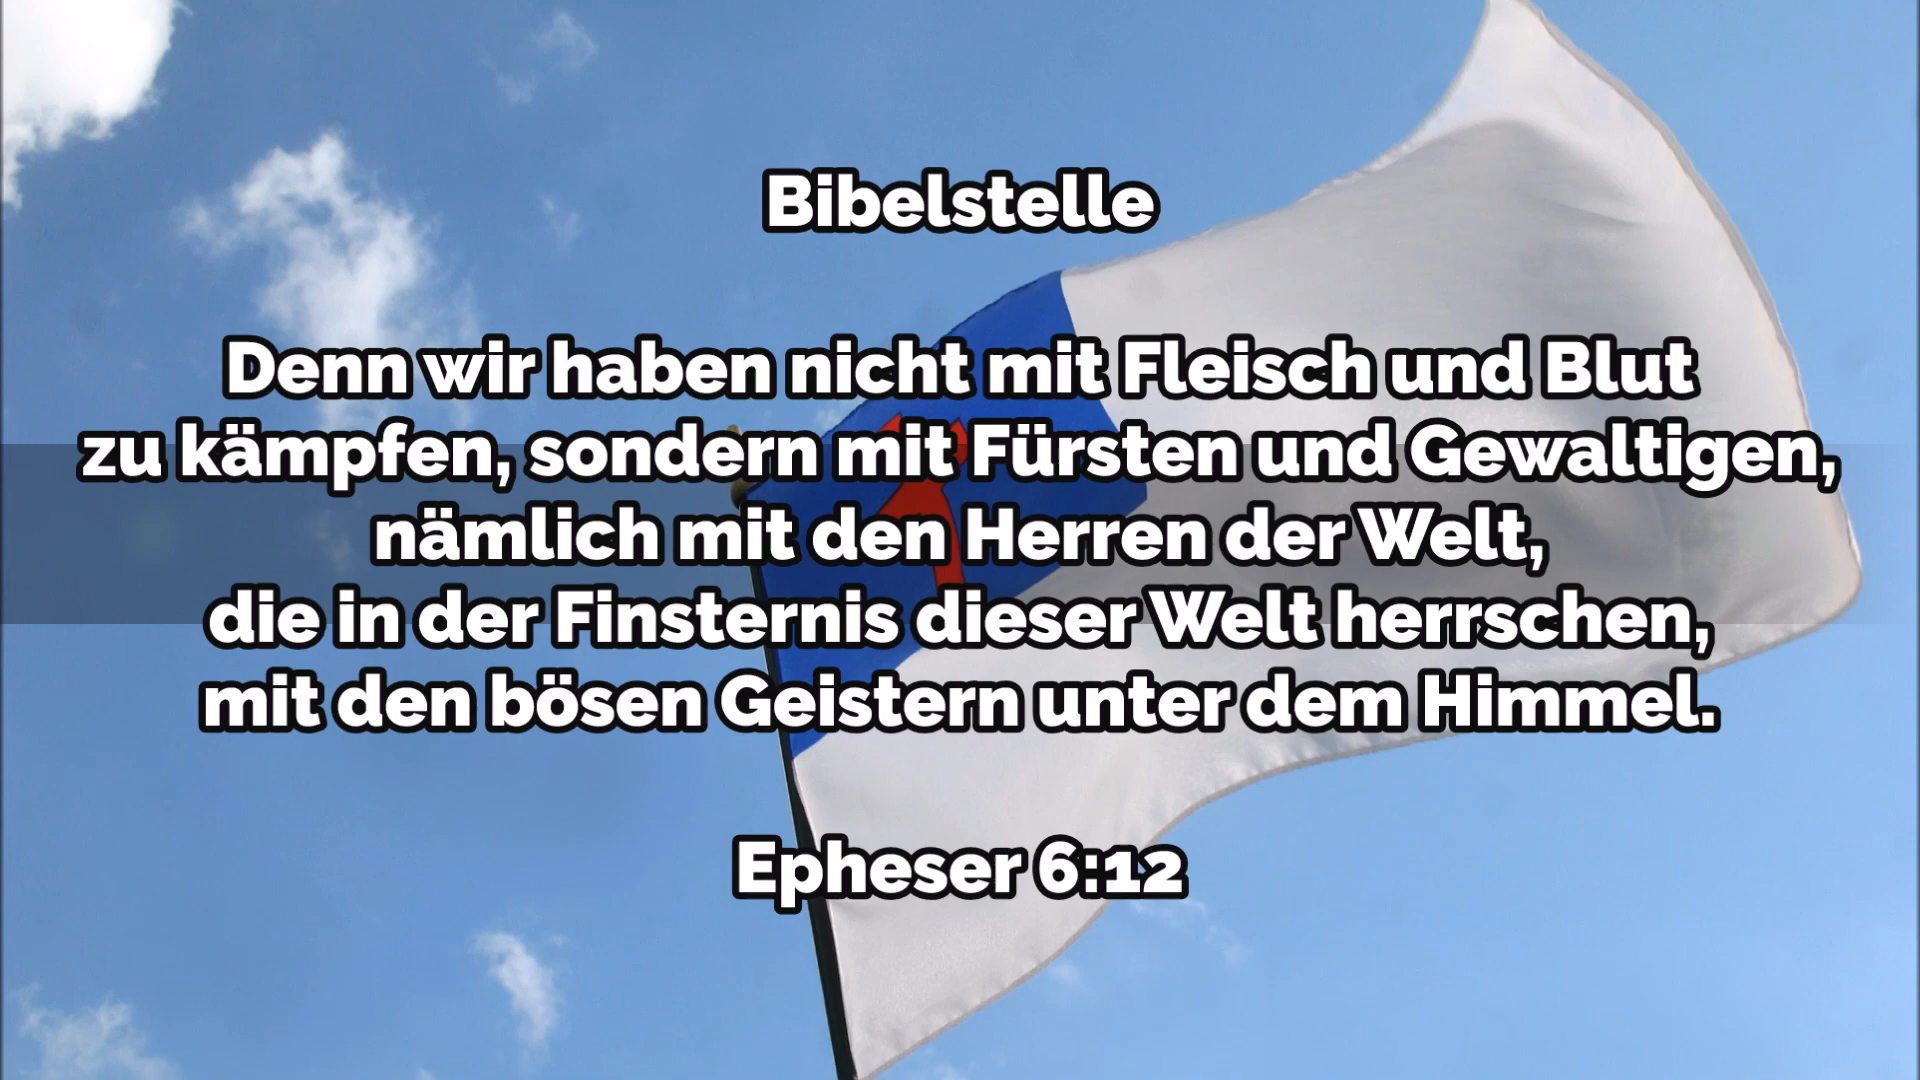 Bibelstelle
Denn wir haben nicht mit Fleisch und Blut
zu kämpfen, sondern mit Fürsten und Gewaltigen,
nämlich mit den Herren der Welt,
die in der Finsternis dieser Welt herrschen,
mit den bösen Geistern unter dem Himmel.
Epheser 6:12